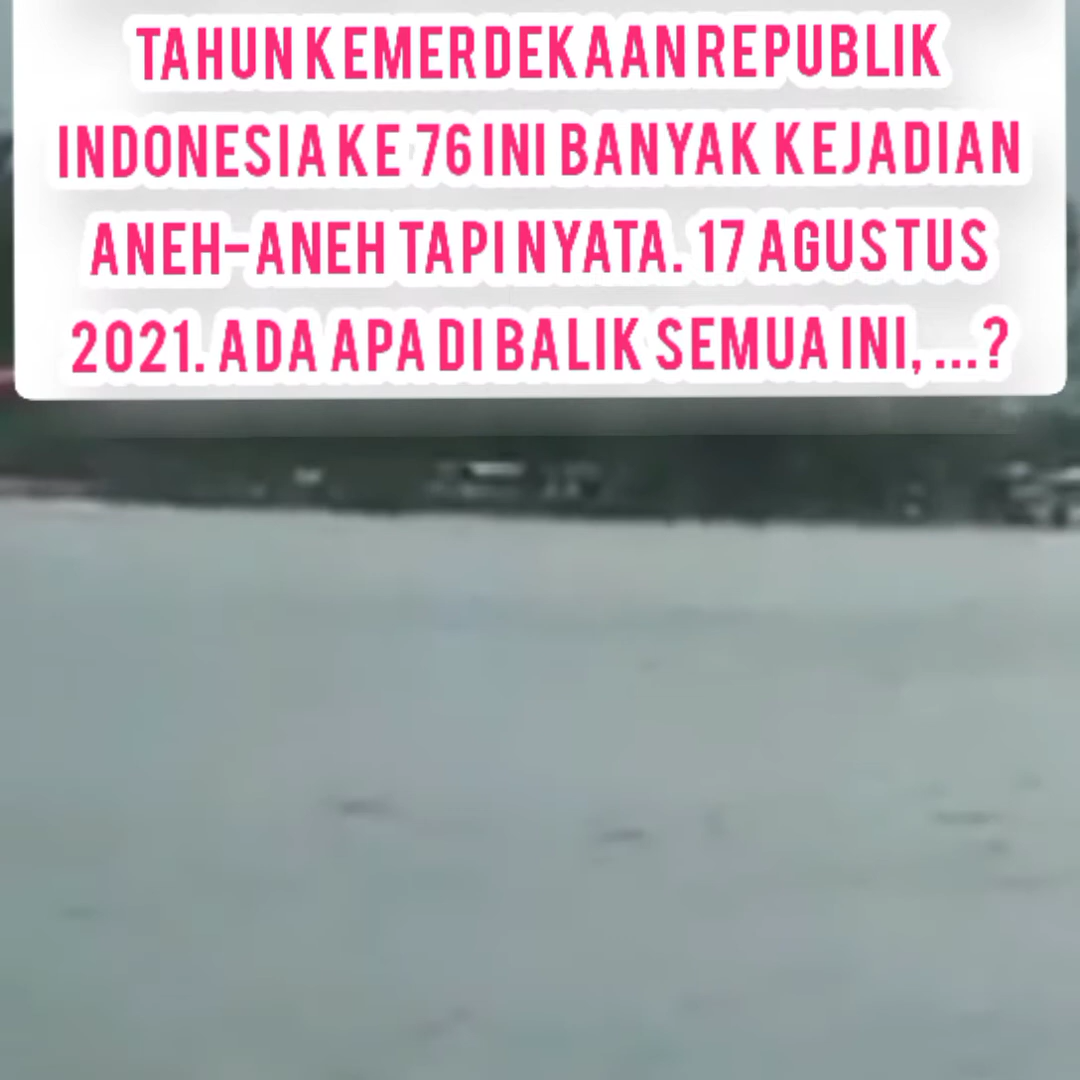 TAHUN KEMERDEKAAN REPUBLIK
INDONESIA KE 76 INI BANYAK KEJADIAN
ANEH-ANEH TAPI NYATA. 17 AGUSTUS
2021. ADA APA DI BALIK SEMUA INI, ...?